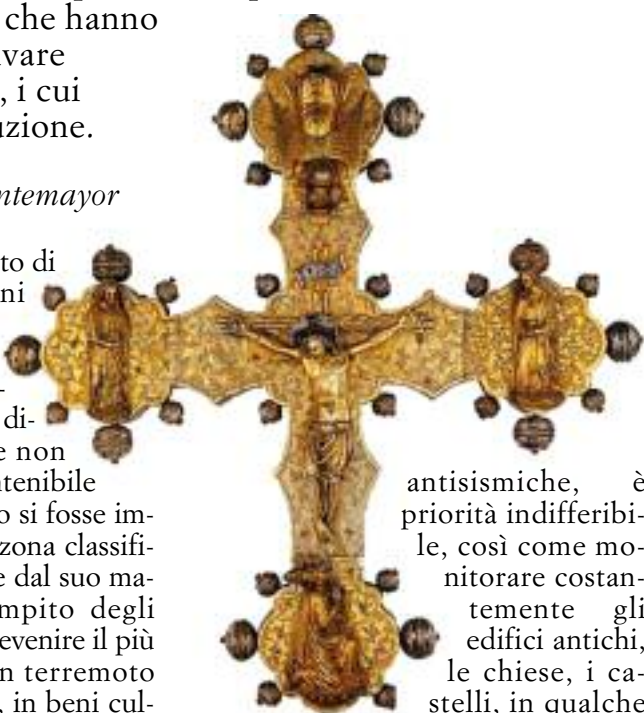 che hanno
vare
, i cui
uzione.
ntemayor
to di
ni
-
di-
e non
tenibile
o si fosse im-
zona classifi-
e dal suo ma-
mpito degli
evenire il più
n terremoto
, in beni cul-
antisismiche, è
priorità indifferibi-
le, così come mo-
nitorare costan-
temente gli
edifici antichi,
le chiese, i ca-
stelli, in qualche